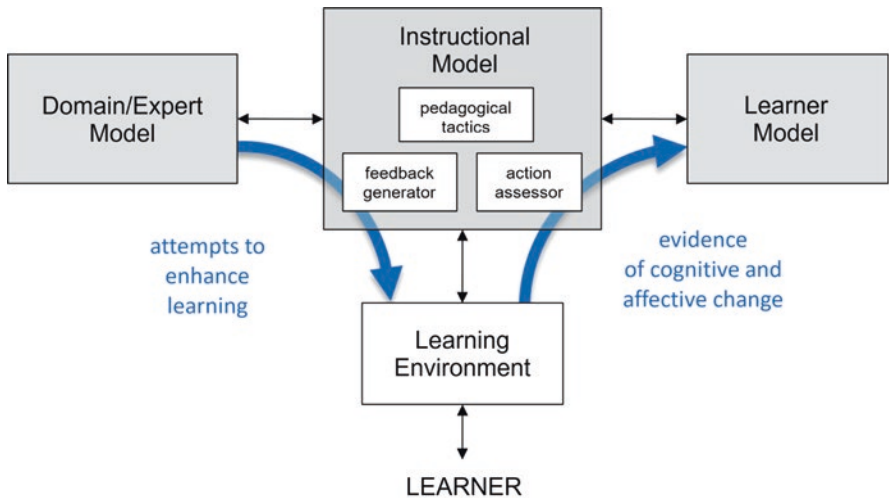 Domain/Expert
Model
Instructional
Model
pedagogical
tactics
feedback
generator
action
assessor
Learner
Model
attempts to
enhance
learning
evidence
of cognitive and
affective change
Learning
Environment
LEARNER